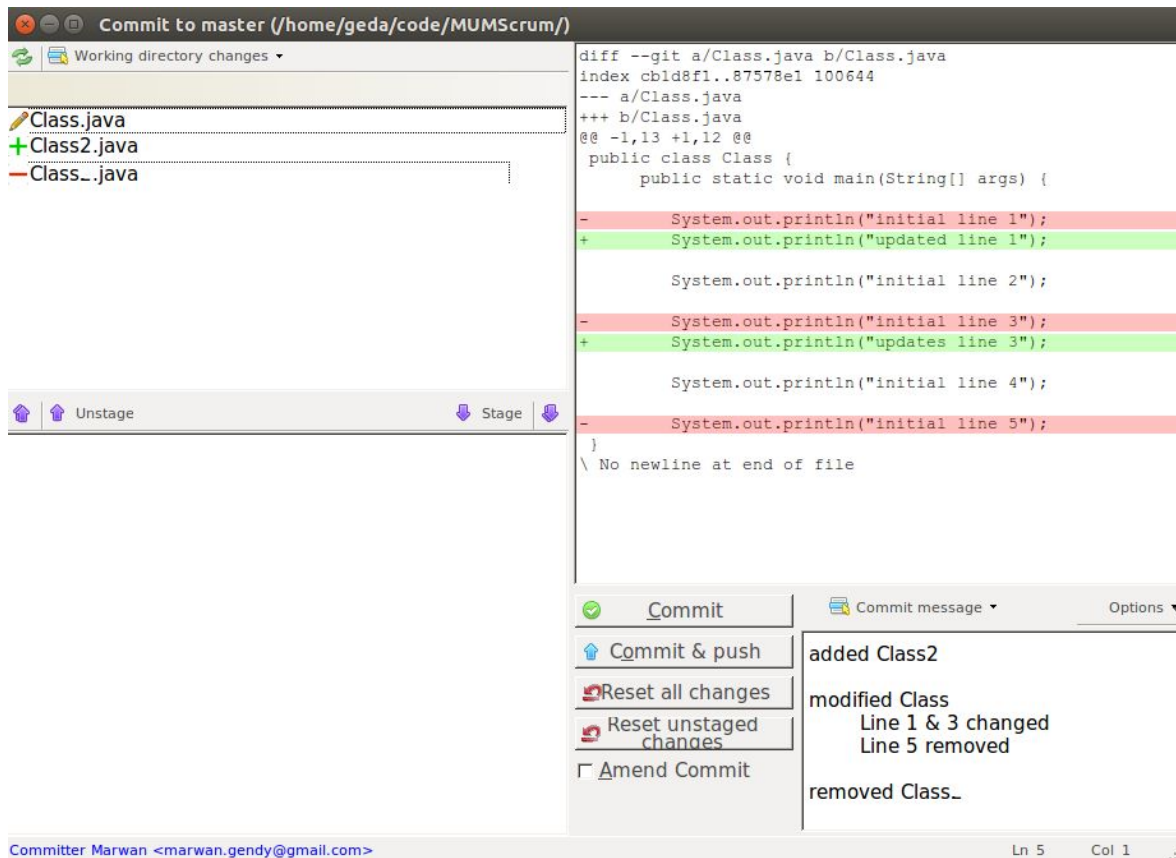 Commit to master (/home/geda/code/MUMScrum/)
Working directory changes
Class.java
Class2.java
Class_.java
Unstage
Stage
diff --git a/Class.java b/Class.java
index cb1d8f1..87578e1 100644
--- a/Class.java
+++ b/Class.java
@@ -1,13 +1,12 @@
public class Class {
public static void main(String[] args) {
- System.out.println("initial line 1");
+ System.out.println("updated line 1");
System.out.println("initial line 2");
- System.out.println("initial line 3");
+ System.out.println("updates line 3");
System.out.println("initial line 4");
- System.out.println("initial line 5");
}
\ No newline at end of file
Commit
Commit & push
Reset all changes
Reset unstaged
changes
Amend Commit
Commit message
Options
added Class2
modified Class
Line 1 & 3 changed
Line 5 removed
removed Class_
Committer Marwan <marwan.gendy@gmail.com>
Ln 5 Col 1